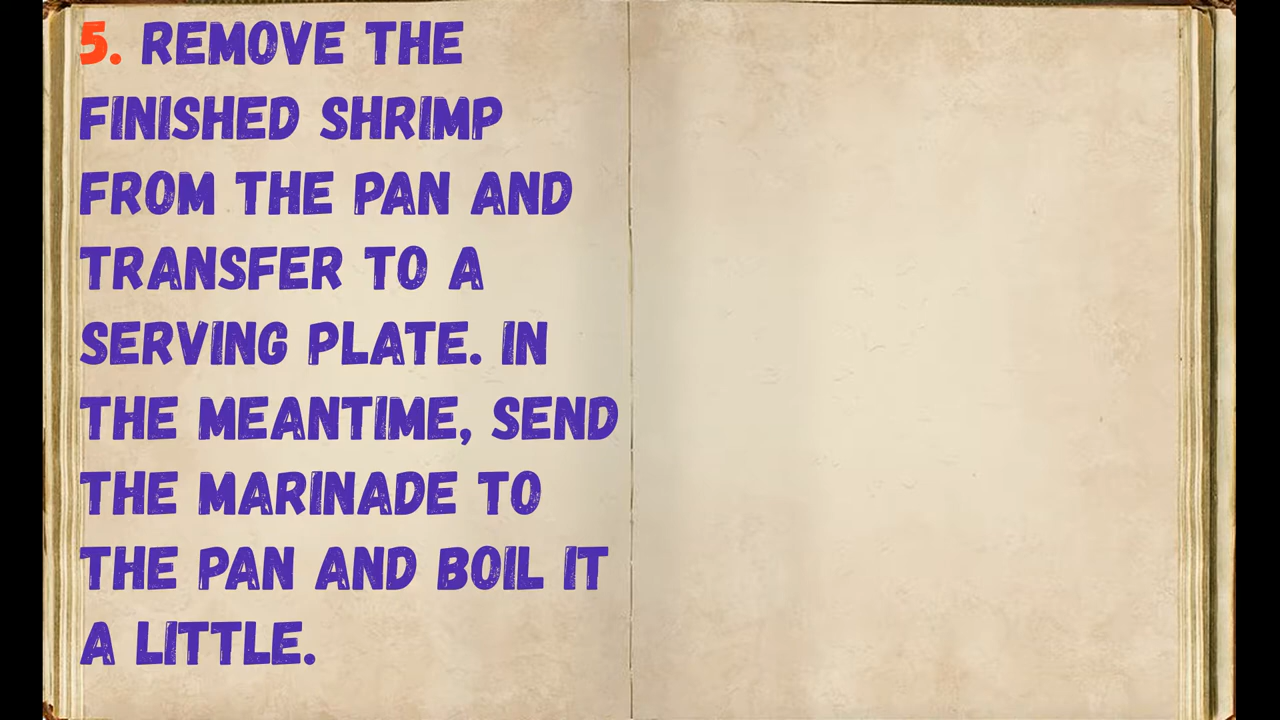 5. REMOVE THE
FINISHED SHRIMP
FROM THE PAN AND
TRANSFER TO A
SERVING PLATE. IN
THE MEANTIME, SEND
THE MARINADE TO
THE PAN AND BOIL IT
A LITTLE.